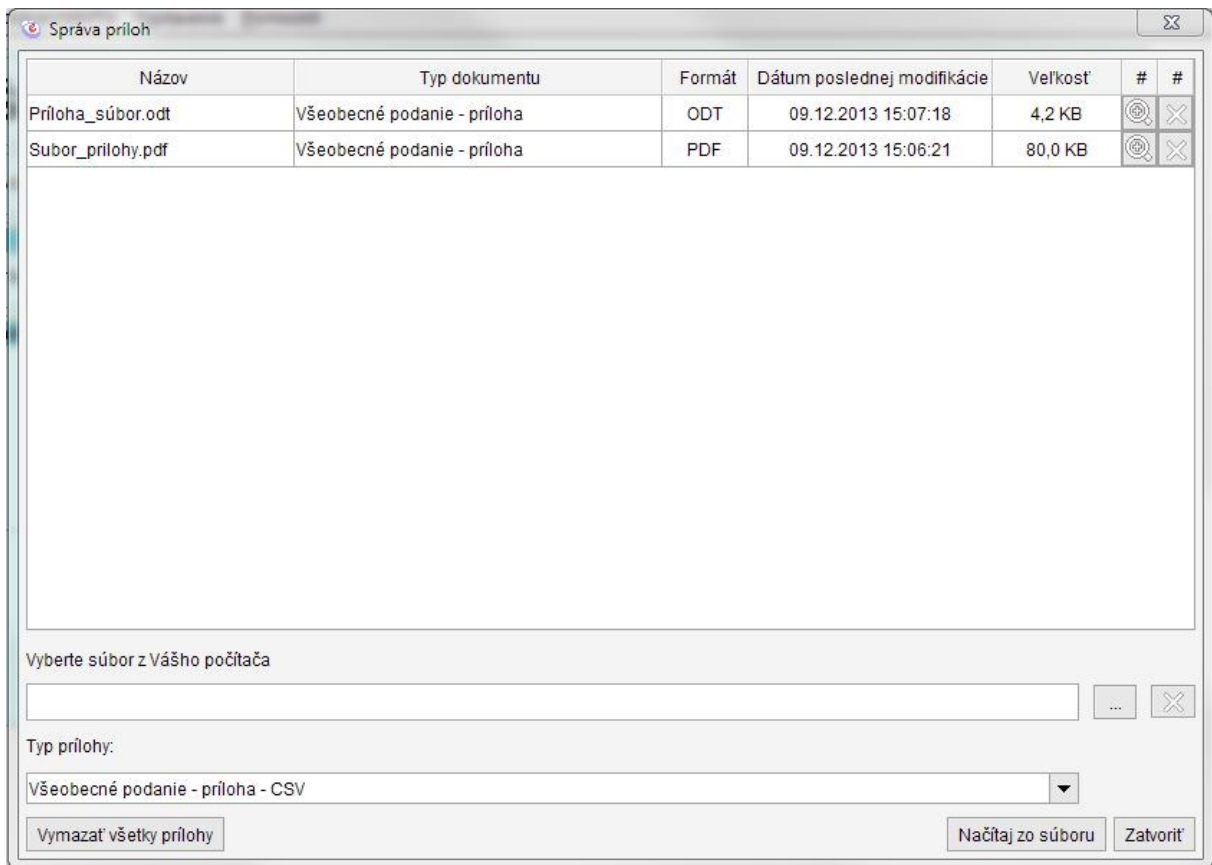 Správa príloh
Názov Typ dokumentu Formát Dátum poslednej modifikácie Veľkosť # #
Príloha_súbor.odt Všeobecné podanie - príloha ODT 09.12.2013 15:07:18 4,2 KB
Subor_prilohy.pdf Všeobecné podanie - príloha PDF 09.12.2013 15:06:21 80,0 KB
Vyberte súbor z Vášho počítača
...
Typ prílohy:
Všeobecné podanie - príloha - CSV
Vymazať všetky prílohy Načítaj zo súboru Zatvoriť